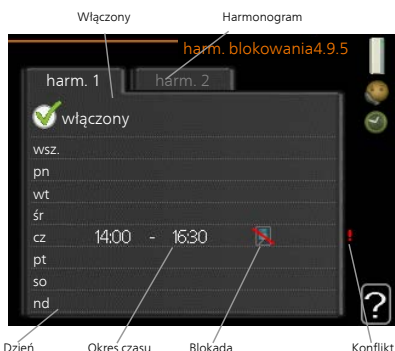 Włączony Harmonogram
harm. blokowania4.9.5
harm. 1 harm. 2
włączony
wsz.
pn
wt
śr
cz 14:00 - 16:30
pt
so
nd
?
Dzień Okres czasu Blokada Konflikt